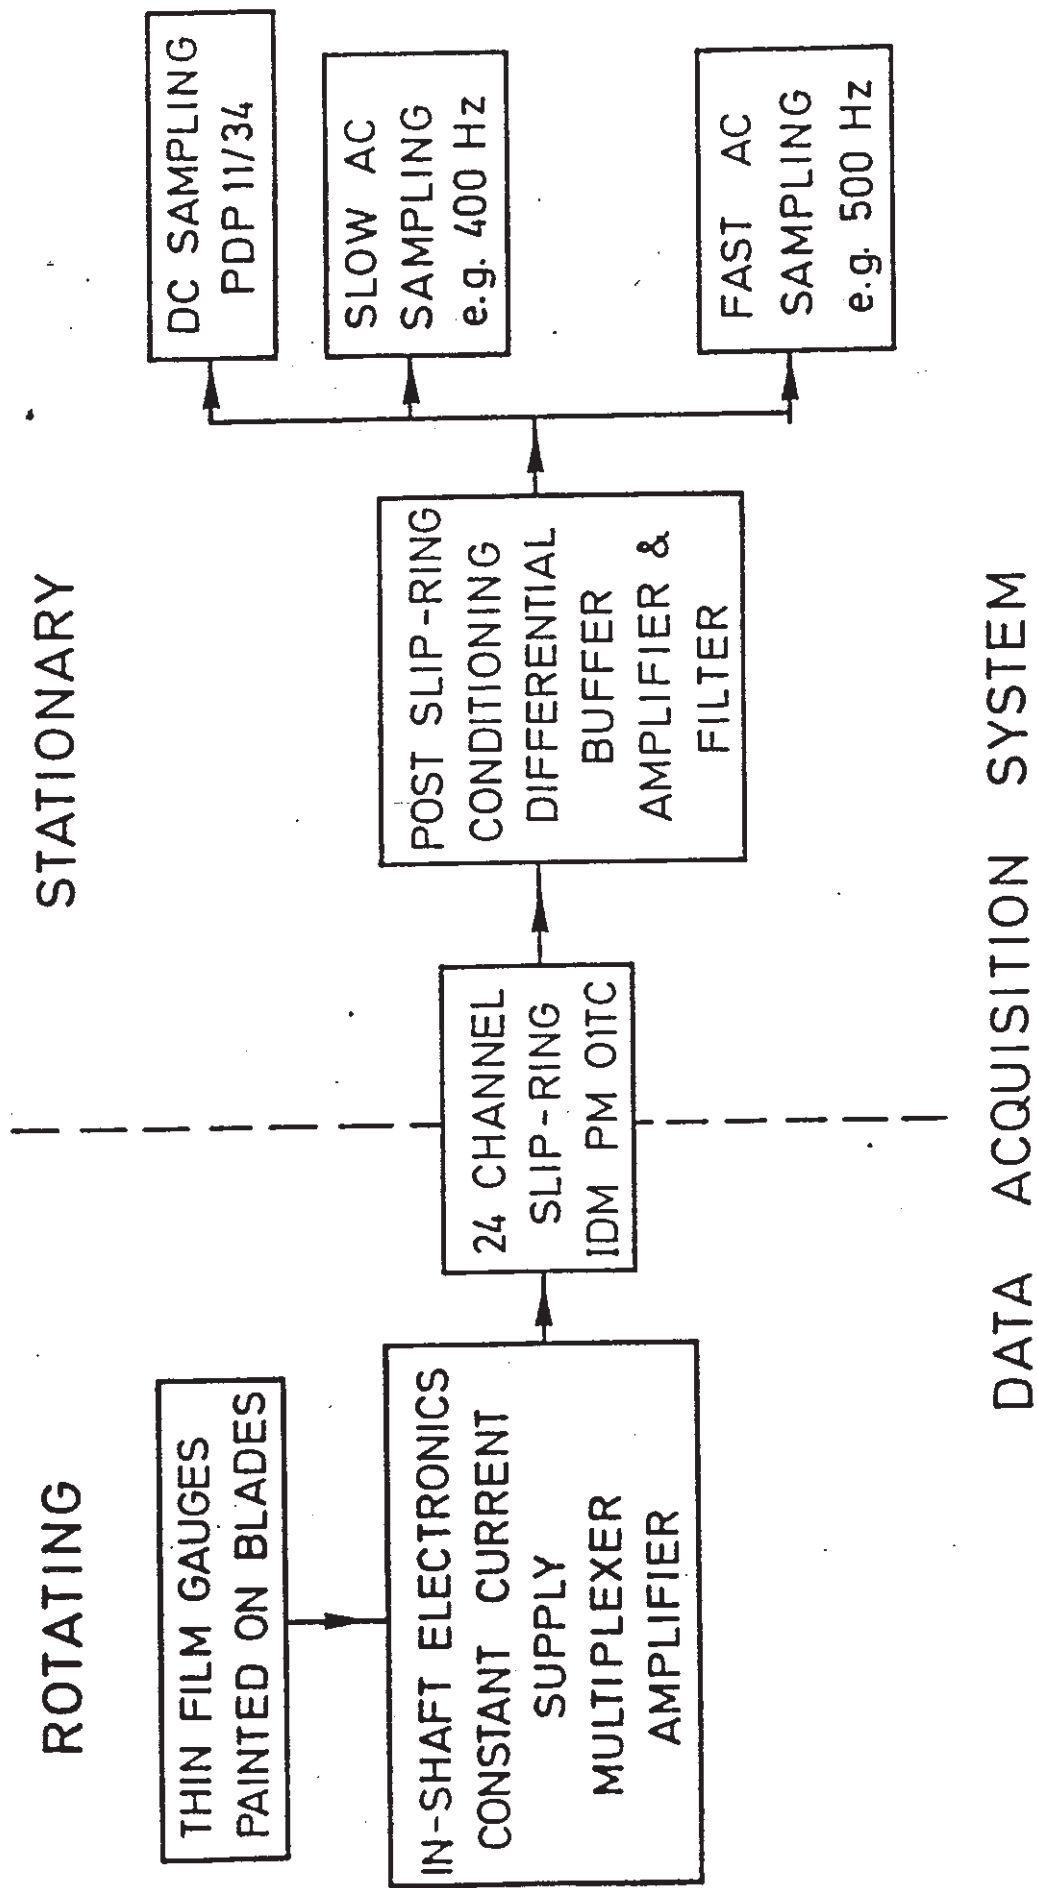 ROTATING
STATIONARY
THIN FILM GAUGES
PAINTED ON BLADES
IN-SHAFT ELECTRONICS
CONSTANT CURRENT
SUPPLY
MULTIPLEXER
AMPLIFIER
24 CHANNEL
SLIP-RING
IDM PM 01TC
POST SLIP-RING
CONDITIONING
DIFFERENTIAL
BUFFER
AMPLIFIER &
FILTER
DC SAMPLING
PDP 11/34
SLOW AC
SAMPLING
e.g. 400 Hz
FAST AC
SAMPLING
e.g. 500 Hz
DATA ACQUISITION SYSTEM